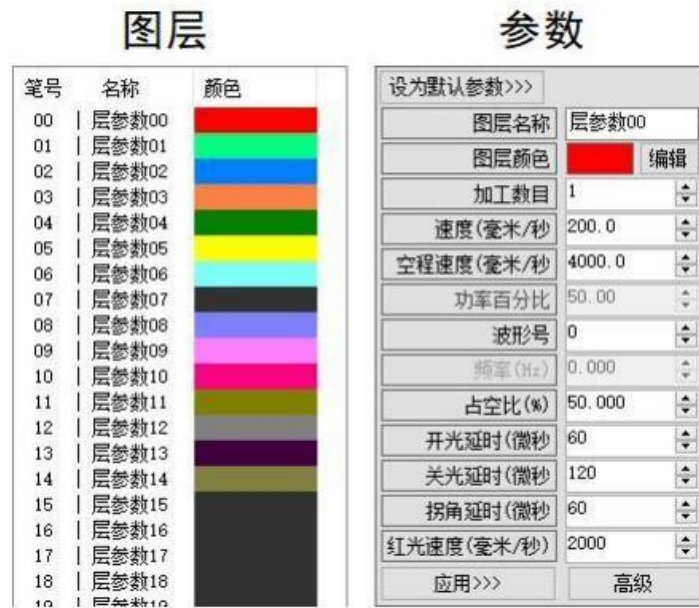 图层
笔号 名称 颜色
00 | 层参数00
01 | 层参数01
02 | 层参数02
03 | 层参数03
04 | 层参数04
05 | 层参数05
06 | 层参数06
07 | 层参数07
08 | 层参数08
09 | 层参数09
10 | 层参数10
11 | 层参数11
12 | 层参数12
13 | 层参数13
14 | 层参数14
15 | 层参数15
16 | 层参数16
17 | 层参数17
18 | 层参数18
19 | 层参数19
参数
设为默认参数>>>
图层名称 层参数00
图层颜色 编辑
加工数目 1
速度(毫米/秒 200.0
空程速度(毫米/秒 4000.0
功率百分比 50.00
波形号 0
频率(Hz) 0.000
占空比(%) 50.000
开光延时(微秒 60
关光延时(微秒 120
拐角延时(微秒 60
红光速度(毫米/秒) 2000
应用>>> 高级